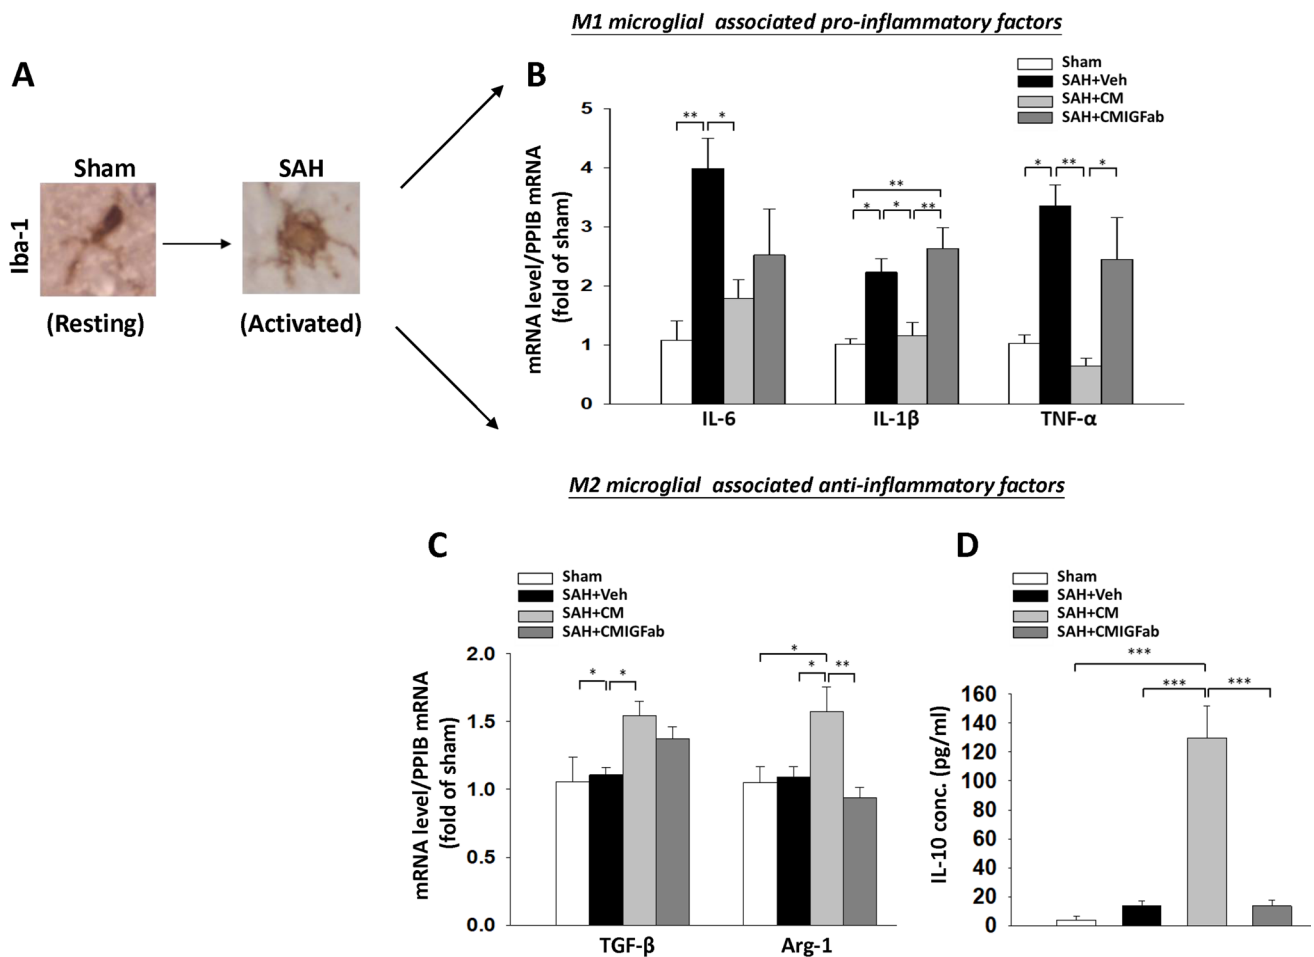 M1 microglial associated pro-inflammatory factors
A
Sham
SAH
Iba-1
(Resting)
(Activated)
B
Sham
SAH+Veh
SAH+CM
SAH+CMIGFab
mRNA level/PPIB mRNA
(fold of sham)
5
4
3
2
1
0
** *
**
* * **
* ** *
IL-6 IL-1β TNF-α
M2 microglial associated anti-inflammatory factors
C
Sham
SAH+Veh
SAH+CM
SAH+CMIGFab
mRNA level/PPIB mRNA
(fold of sham)
2.0
1.5
1.0
0.5
0.0
* *
*
* **
TGF-β Arg-1
D
Sham
SAH+Veh
SAH+CM
SAH+CMIGFab
IL-10 conc. (pg/ml)
160
140
120
100
80
60
40
20
0
***
*** ***